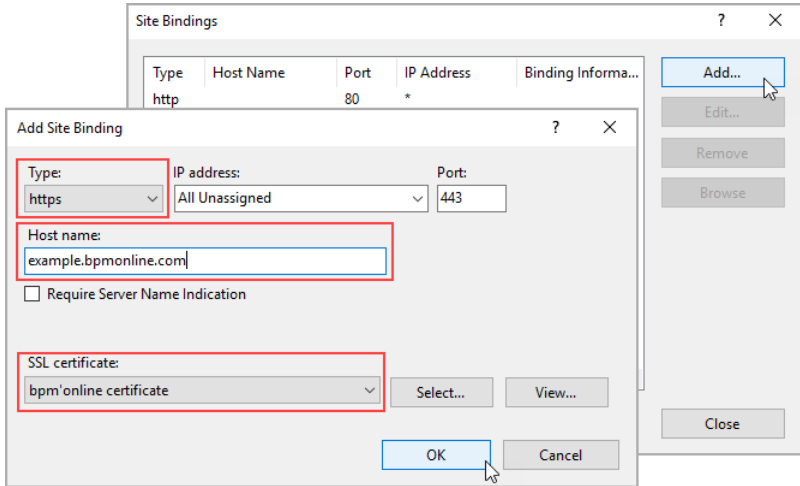 Site Bindings
Type Host Name Port IP Address Binding Informa...
http 80 *
Add...
Edit...
Remove
Browse
Close
Add Site Binding
Type: IP address: Port:
https All Unassigned 443
Host name:
example.bpmonline.com
Require Server Name Indication
SSL certificate:
bpm'online certificate Select... View...
OK Cancel